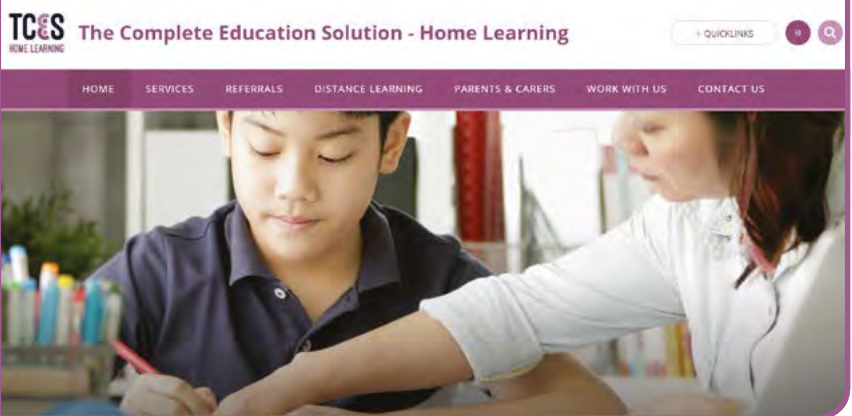 TCES
HOME LEARNING
The Complete Education Solution - Home Learning
+ QUICKLINKS
HOME SERVICES REFERRALS DISTANCE LEARNING PARENTS & CARERS WORK WITH US CONTACT US